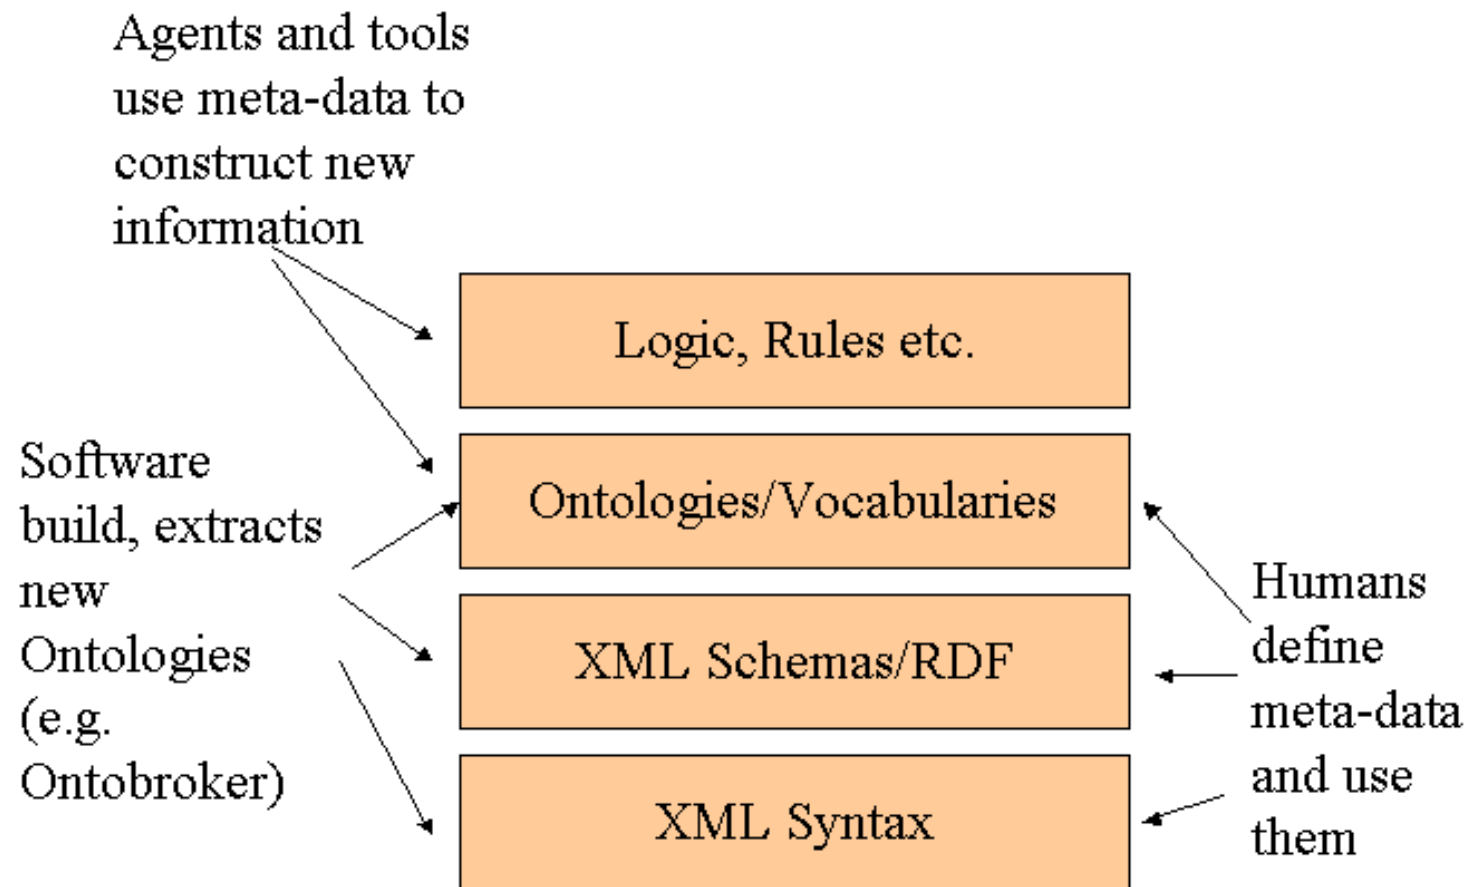 Agents and tools
use meta-data to
construct new
information
Logic, Rules etc.
Software
build, extracts
new
Ontologies
(e.g.
Ontobroker)
Ontologies/Vocabularies
XML Schemas/RDF
XML Syntax
Humans
define
meta-data
and use
them